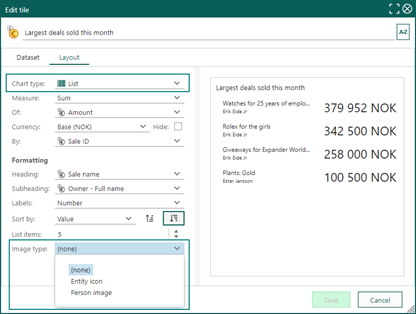 Edit tile
Largest deals sold this month
A-Z
Dataset
Layout
Chart type: List
Measure: Sum
Of: Amount
Currency: Base (NOK) Hide:
By: Sale ID
Formatting
Heading: Sale name
Subheading: Owner - Full name
Labels: Number
Sort by: Value
List items: 5
Image type: (none)
(none)
Entity icon
Person image
Largest deals sold this month
Watches for 25 years of emplo... 379 952 NOK
Erik Eide Jr
Rolex for the girls 342 500 NOK
Erik Eide Jr
Giveaways for Expander World... 258 000 NOK
Erik Eide Jr
Plants: Gold 100 500 NOK
Ester Jansson
Save
Cancel